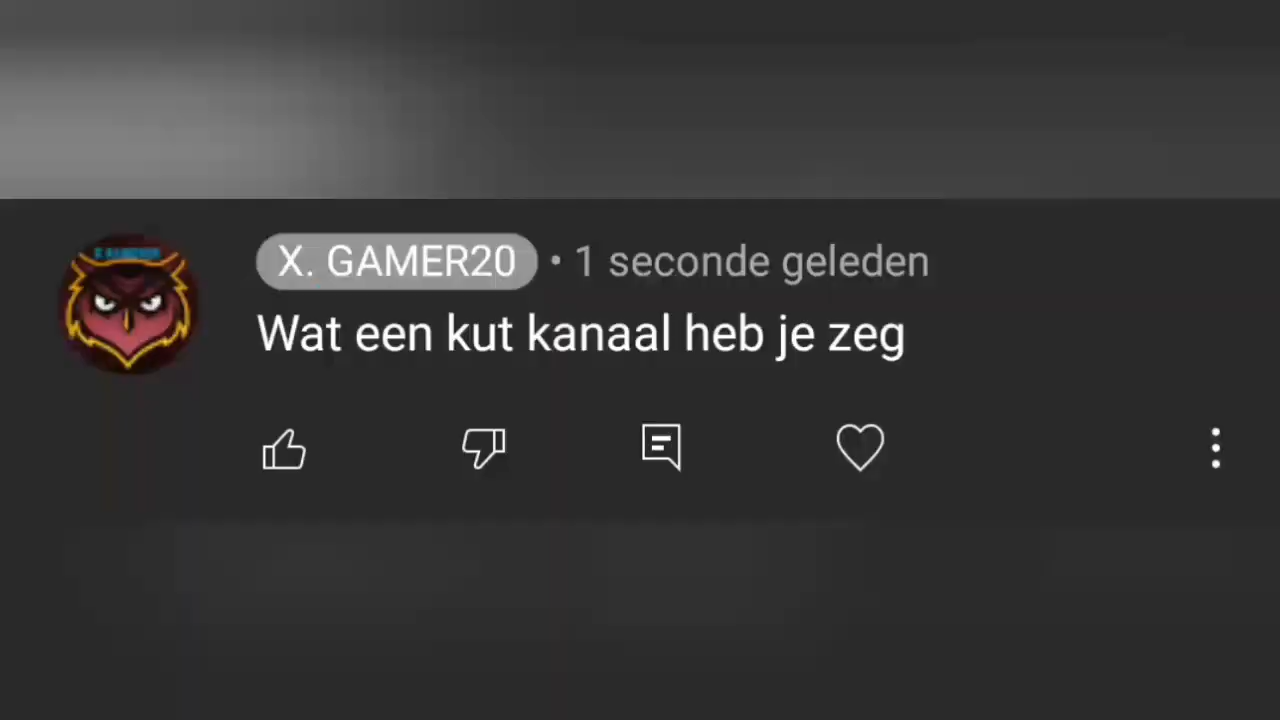 X. GAMER20 • 1 seconde geleden
Wat een kut kanaal heb je zeg